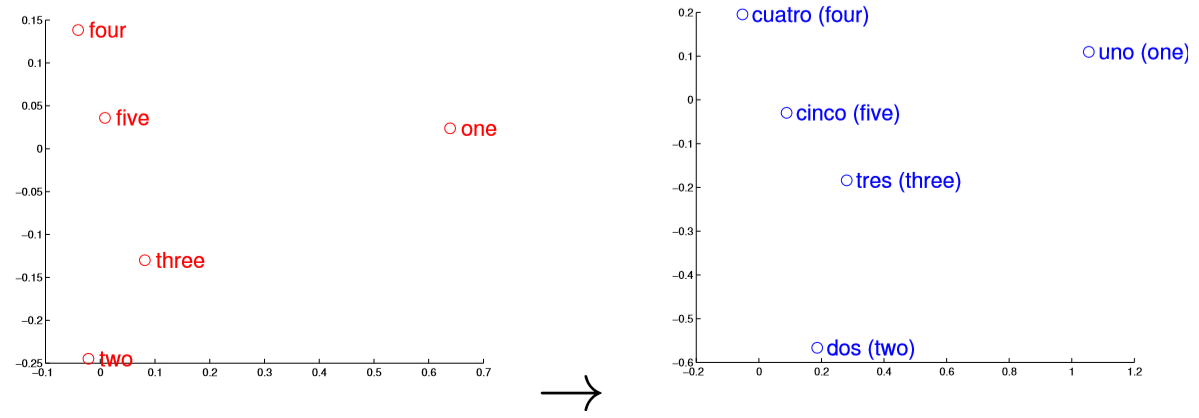 0.15
four
0.1
0.05
five
one
0
−0.05
−0.1
three
−0.15
−0.2
two
−0.25
−0.1 0 0.1 0.2 0.3 0.4 0.5 0.6 0.7
→
0.2
cuatro (four)
0.1
uno (one)
0
cinco (five)
−0.1
tres (three)
−0.2
−0.3
−0.4
−0.5
dos (two)
−0.6
−0.2 0 0.2 0.4 0.6 0.8 1 1.2